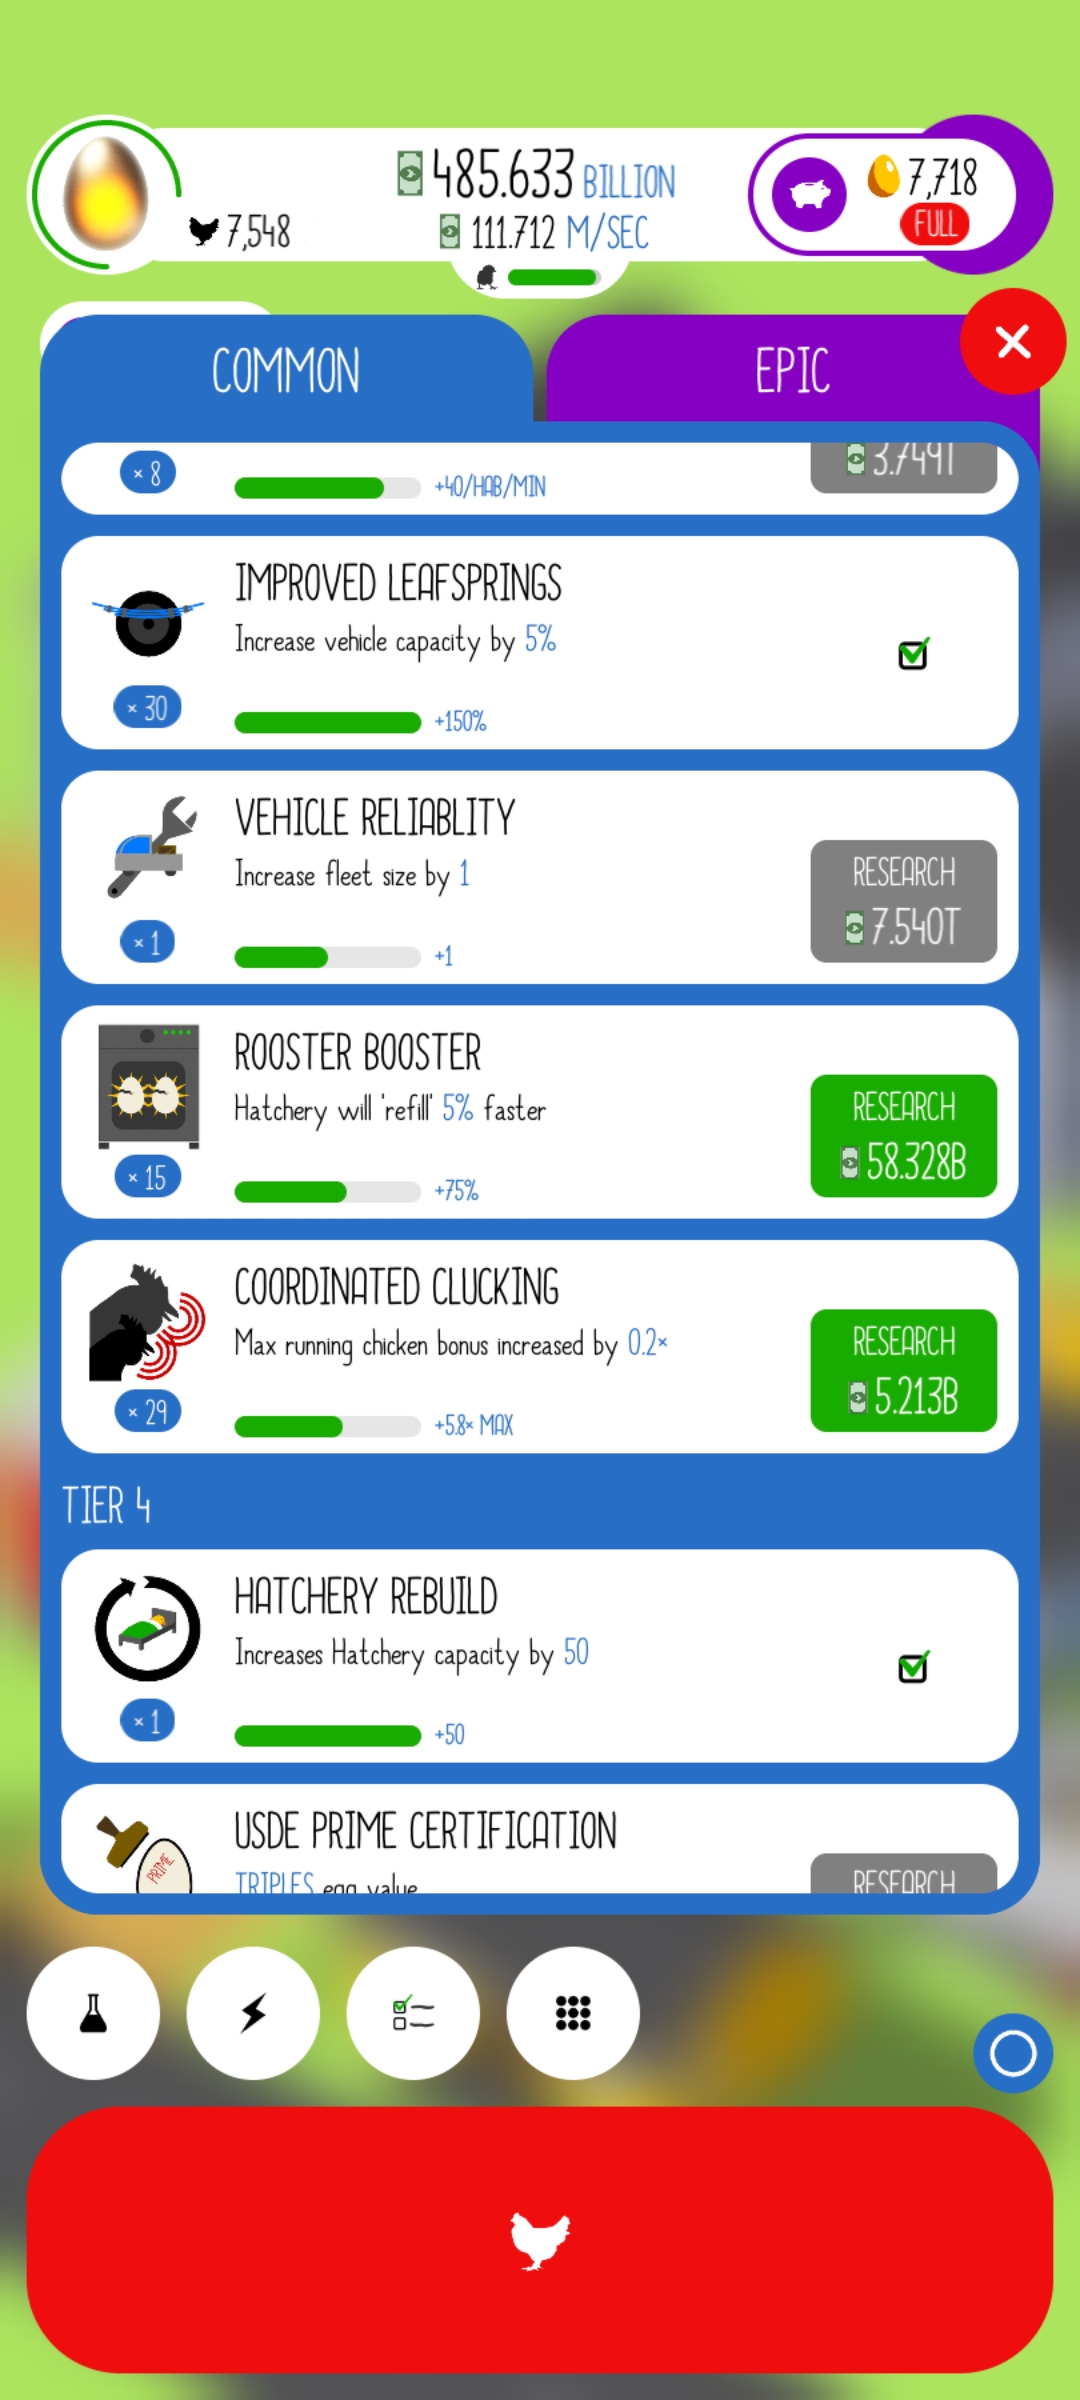 485.633 BILLION
7,718
7,548
111.712 M/SEC
FULL
COMMON
EPIC
3.749T
× 8
+40/HAB/MIN
IMPROVED LEAFSPRINGS
Increase vehicle capacity by 5%
× 30
+150%
VEHICLE RELIABLITY
Increase fleet size by 1
RESEARCH
7.540T
× 1
+1
ROOSTER BOOSTER
Hatchery will 'refill' 5% faster
RESEARCH
58.328B
× 15
+75%
COORDINATED CLUCKING
Max running chicken bonus increased by 0.2×
RESEARCH
5.213B
× 29
+5.8× MAX
TIER 4
HATCHERY REBUILD
Increases Hatchery capacity by 50
× 1
+50
USDE PRIME CERTIFICATION
PRIME
TRIPLES egg value
RESEARCH